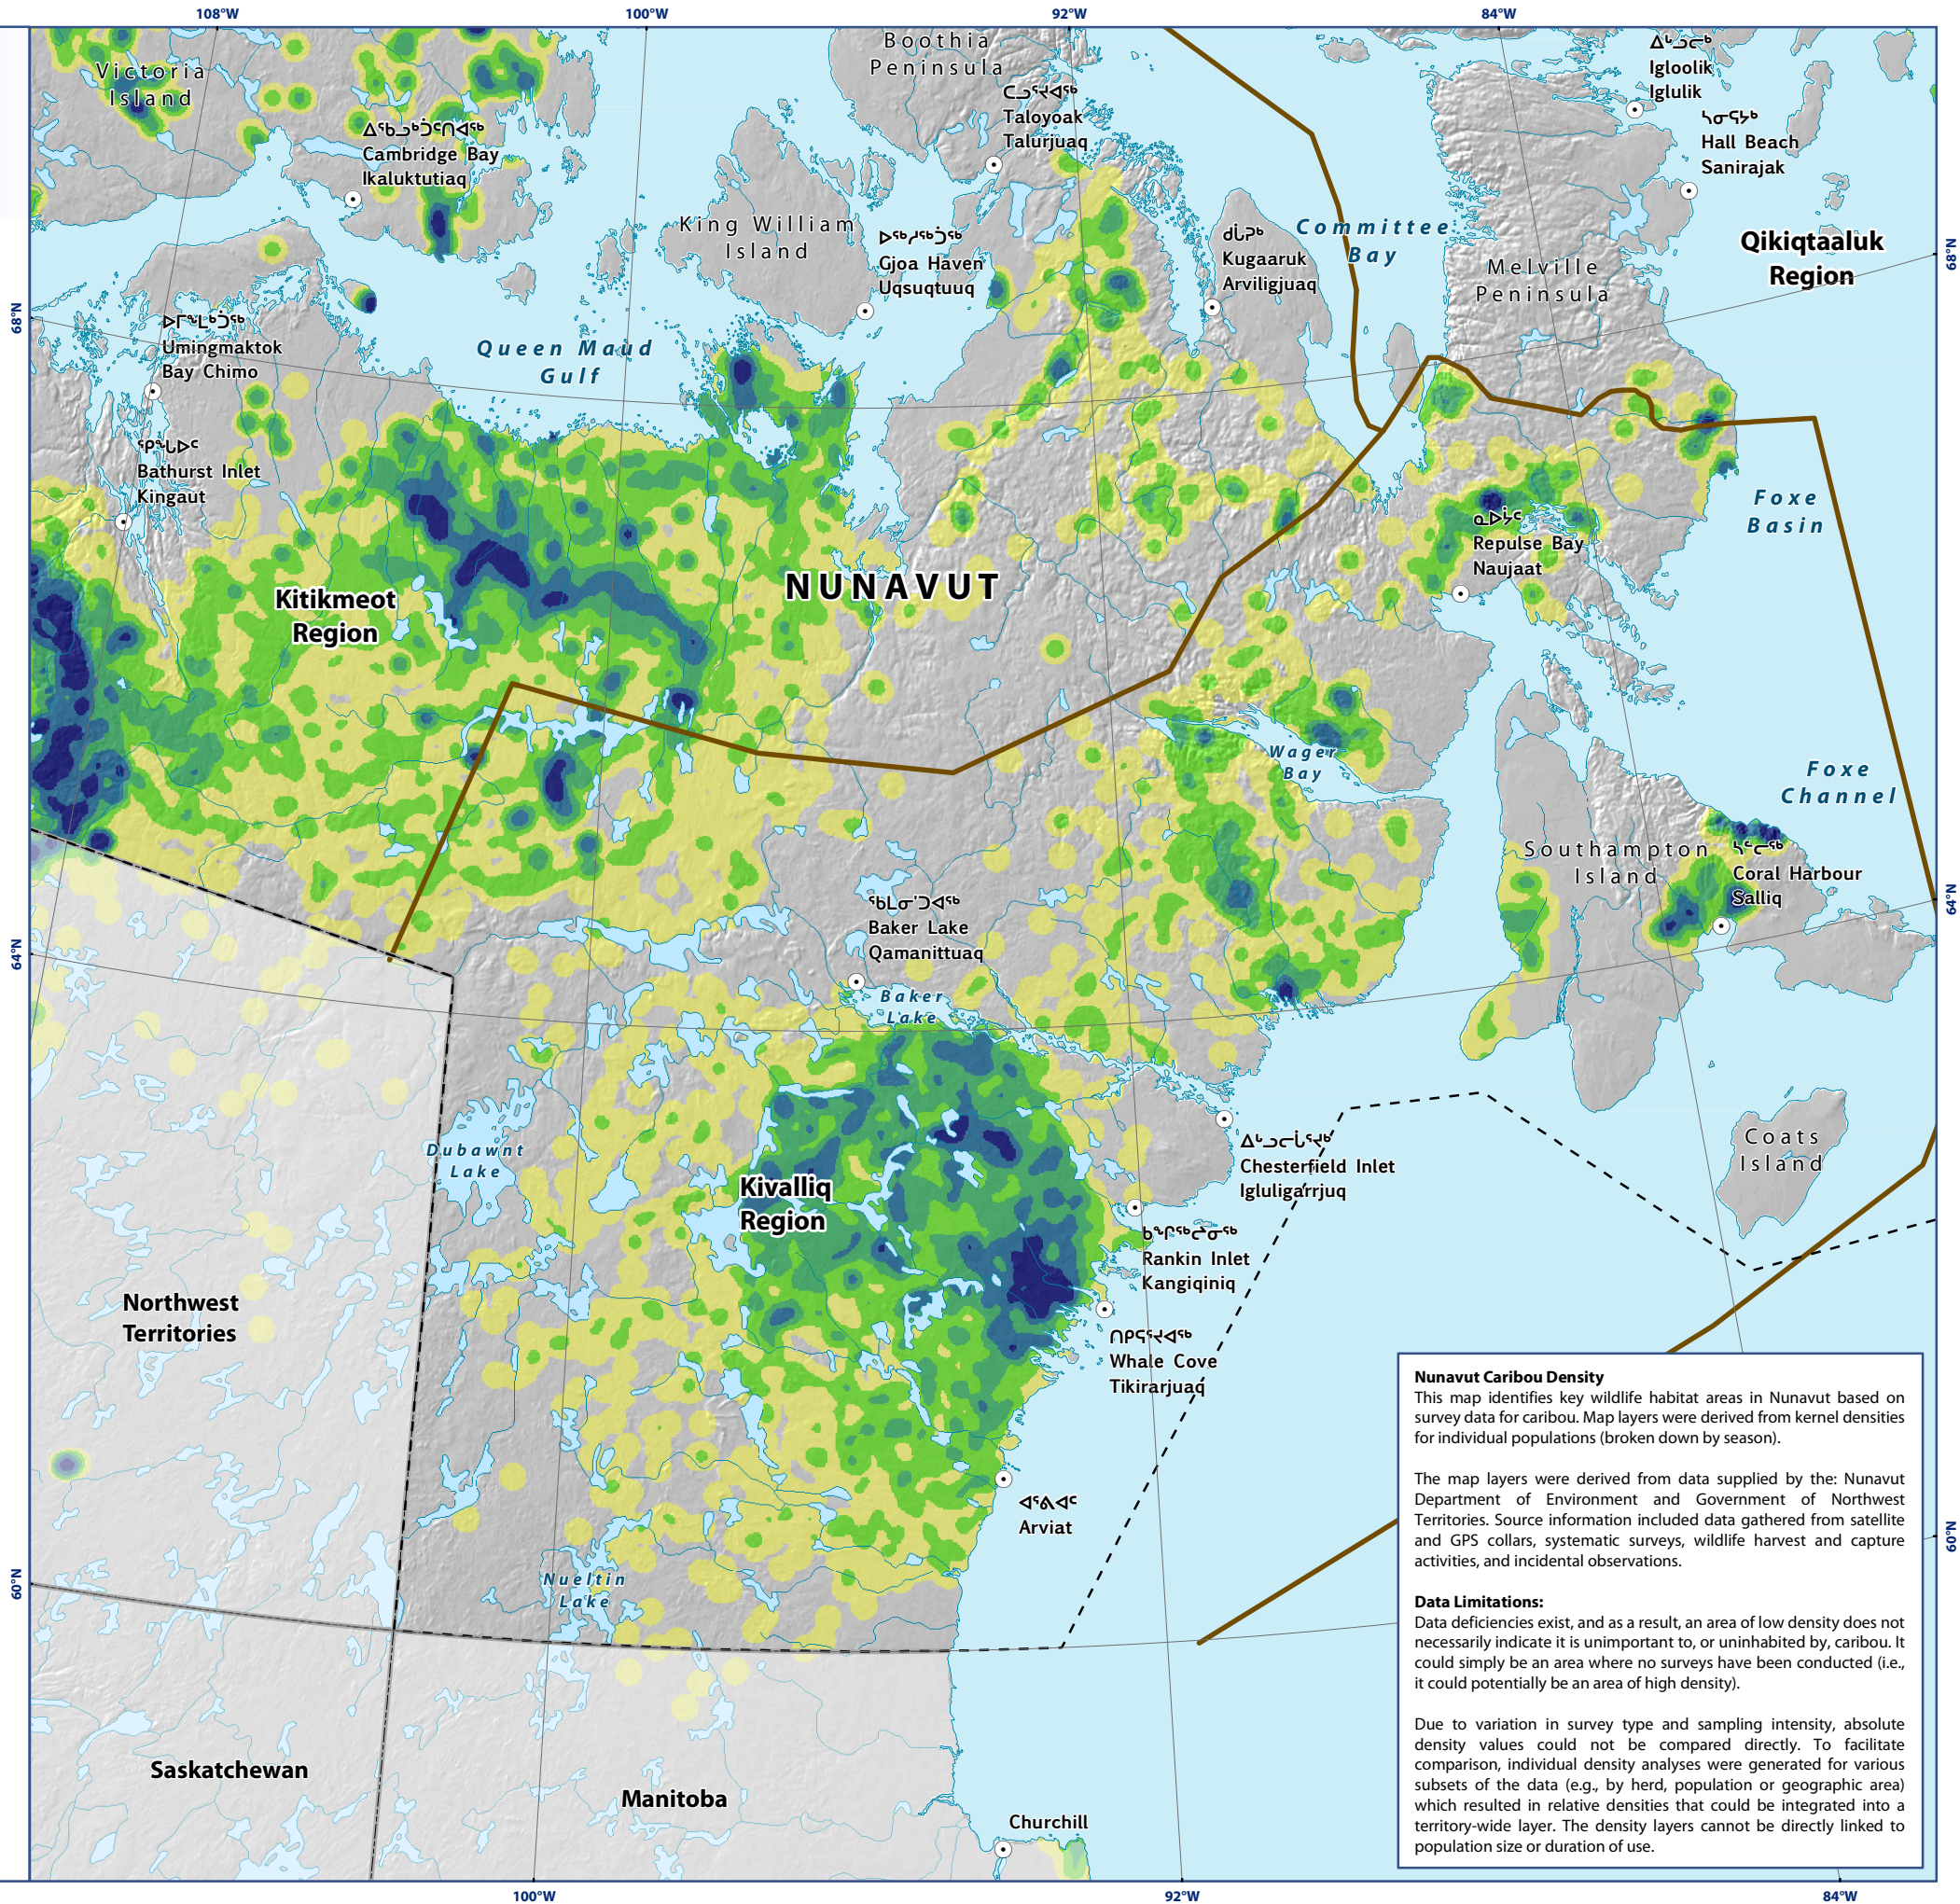 108°W
100°W
92°W
84°W
Victoria
Island
Boothia
Peninsula
ᐃᖃᓗᒃᑑᑦᑎᐊᖅ
Cambridge Bay
Ikaluktutiaq
ᑕᓗᕐᔪᐊᖅ
Taloyoak
Talurjuaq
ᐃᒡᓗᓕᒃ
Igloolik
Iglulik
ᓴᓂᕋᔭᒃ
Hall Beach
Sanirajak
King William
Island
ᐅᖅᓱᖅᑑᖅ
Gjoa Haven
Uqsuqtuuq
ᑰᒑᕐᒃ
Kugaaruk
Arviligjuaq
Committee
Bay
Melville
Peninsula
Qikiqtaaluk
Region
68°N
68°N
ᐅᒥᖕᒪᒃᑑᖅ
Umingmaktok
Bay Chimo
Queen Maud
Gulf
ᕿᙵᐅᑦ
Bathurst Inlet
Kingaut
Foxe
Basin
ᓇᐅᔮᑦ
Repulse Bay
Naujaat
NUNAVUT
Kitikmeot
Region
Wager
Bay
Foxe
Channel
Southampton
Island
ᓴᓪᓕᖅ
Coral Harbour
Salliq
64°N
64°N
ᖃᒪᓂ'ᑐᐊᖅ
Baker Lake
Qamanittuaq
Baker
Lake
Dubawnt
Lake
ᐃᒡᓗᓕᒑᕐᔪᒃ
Chesterfield Inlet
Igluligarrjuq
Coats
Island
Kivalliq
Region
ᑲᖏᖅᖠᓂᖅ
Rankin Inlet
Kangiqiniq
Northwest
Territories
ᑎᑭᕋᕐᔪᐊᖅ
Whale Cove
Tikirarjuaq
ᐊᕐᕕᐊᑦ
Arviat
60°N
60°N
Nueltin
Lake
Saskatchewan
Manitoba
Churchill
Nunavut Caribou Density
This map identifies key wildlife habitat areas in Nunavut based on
survey data for caribou. Map layers were derived from kernel densities
for individual populations (broken down by season).
The map layers were derived from data supplied by the: Nunavut
Department of Environment and Government of Northwest
Territories. Source information included data gathered from satellite
and GPS collars, systematic surveys, wildlife harvest and capture
activities, and incidental observations.
Data Limitations:
Data deficiencies exist, and as a result, an area of low density does not
necessarily indicate it is unimportant to, or uninhabited by, caribou. It
could simply be an area where no surveys have been conducted (i.e.,
it could potentially be an area of high density).
Due to variation in survey type and sampling intensity, absolute
density values could not be compared directly. To facilitate
comparison, individual density analyses were generated for various
subsets of the data (e.g., by herd, population or geographic area)
which resulted in relative densities that could be integrated into a
territory-wide layer. The density layers cannot be directly linked to
population size or duration of use.
100°W
92°W
84°W